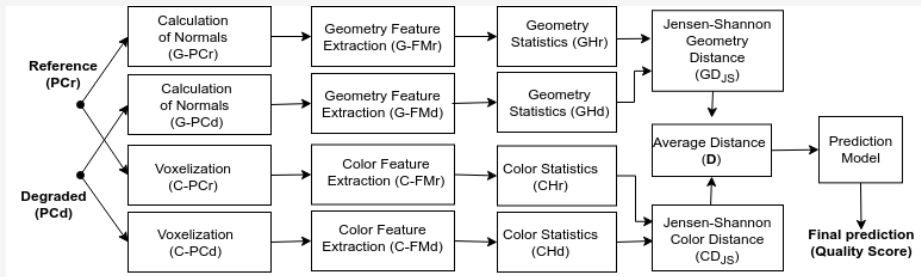 Reference
(PCr)
Degraded
(PCd)
Calculation
of Normals
(G-PCr)
Geometry Feature
Extraction (G-FMr)
Geometry
Statistics (GHr)
Jensen-Shannon
Geometry
Distance
(GD_JS)
Calculation
of Normals
(G-PCd)
Geometry Feature
Extraction (G-FMd)
Geometry
Statistics (GHd)
Average Distance
(D)
Prediction
Model
Voxelization
(C-PCr)
Color Feature
Extraction (C-FMr)
Color Statistics
(CHr)
Voxelization
(C-PCd)
Color Feature
Extraction (C-FMd)
Color Statistics
(CHd)
Jensen-Shannon
Color Distance
(CD_JS)
Final prediction
(Quality Score)